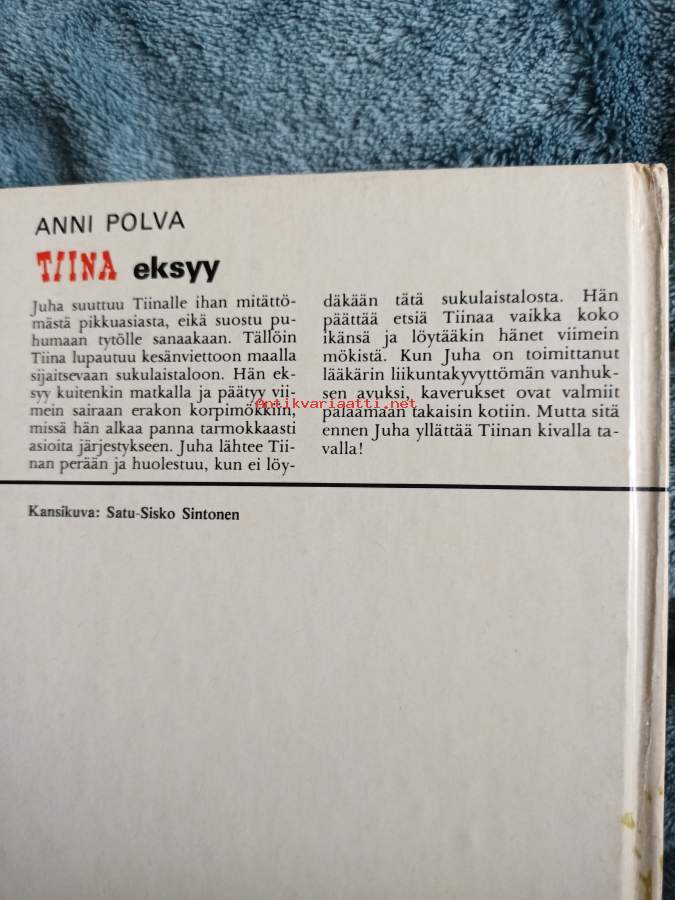 ANNI POLVA
TIINA eksyy
Juha suuttuu Tiinalle ihan mitättö-
mästä pikkuasiasta, eikä suostu pu-
humaan tytölle sanaakaan. Tällöin
Tiina lupautuu kesänviettoon maalla
sijaitsevaan sukulaistaloon. Hän ek-
syy kuitenkin matkalla ja päätyy vii-
mein sairaan erakon korpimökkiin,
missä hän alkaa panna tarmokkaasti
asioita järjestykseen. Juha lähtee Tii-
nan perään ja huolestuu, kun ei löy-
däkään tätä sukulaistalosta. Hän
päättää etsiä Tiinaa vaikka koko
ikänsä ja löytääkin hänet viimein
mökistä. Kun Juha on toimittanut
lääkärin liikuntakyvyttömän vanhuk-
sen avuksi, kaverukset ovat valmiit
palaamaan takaisin kotiin. Mutta sitä
ennen Juha yllättää Tiinan kivalla ta-
valla!
Antikvariaatti.net
Kansikuva: Satu-Sisko Sintonen